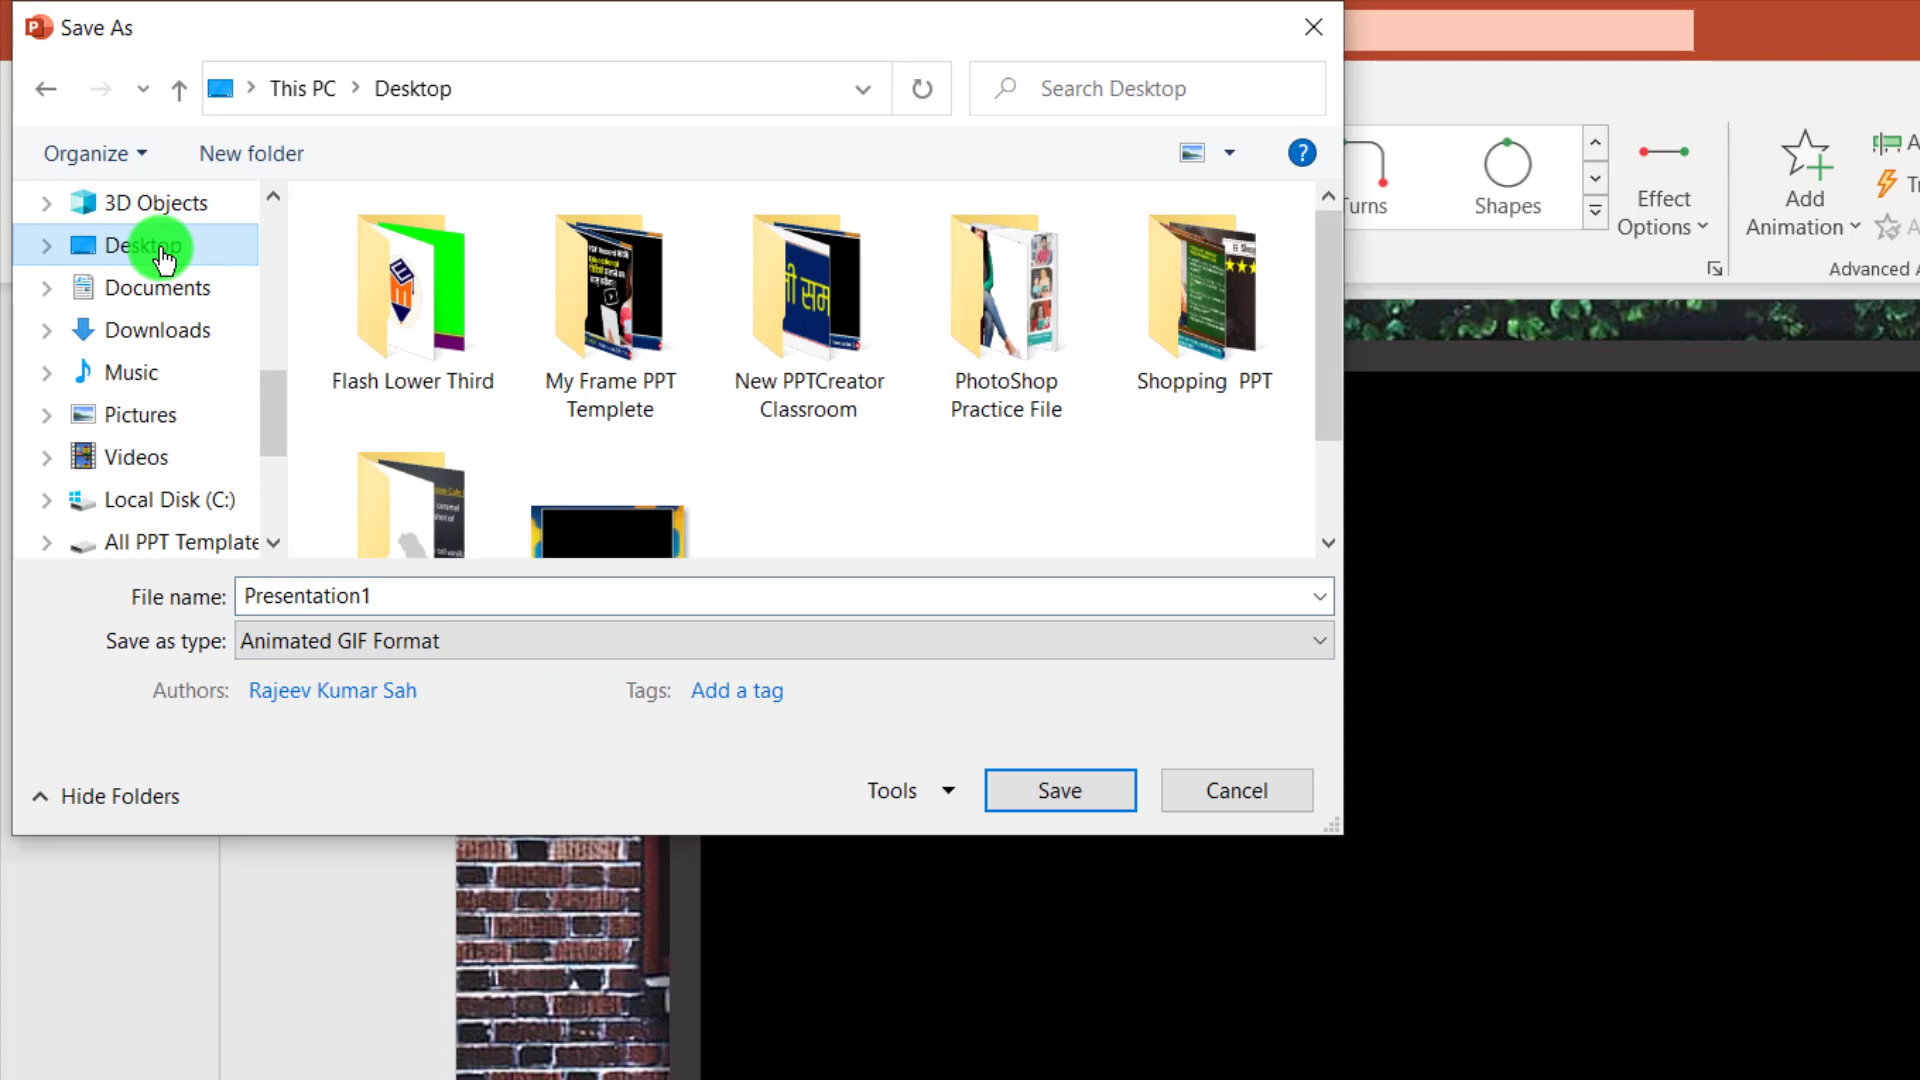 Save As
This PC > Desktop
Search Desktop
Organize
New folder
?
3D Objects
Desktop
Documents
Downloads
Music
Pictures
Videos
Local Disk (C:)
All PPT Template
Flash Lower Third
My Frame PPT
Templete
New PPTCreator
Classroom
PhotoShop
Practice File
Shopping PPT
File name: Presentation1
Save as type: Animated GIF Format
Authors: Rajeev Kumar Sah
Tags: Add a tag
Hide Folders
Tools
Save
Cancel
Turns
Shapes
Effect
Options
Add
Animation
Advanced A